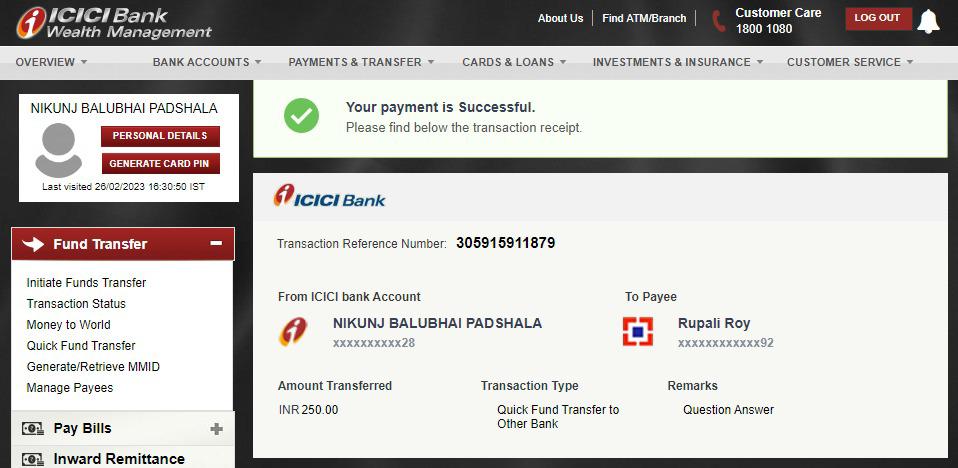 ICICI Bank
Wealth Management
About Us
Find ATM/Branch
Customer Care
1800 1080
LOG OUT
OVERVIEW
BANK ACCOUNTS
PAYMENTS & TRANSFER
CARDS & LOANS
INVESTMENTS & INSURANCE
CUSTOMER SERVICE
NIKUNJ BALUBHAI PADSHALA
PERSONAL DETAILS
GENERATE CARD PIN
Last visited 26/02/2023 16:30:50 IST
Fund Transfer
Initiate Funds Transfer
Transaction Status
Money to World
Quick Fund Transfer
Generate/Retrieve MMID
Manage Payees
Pay Bills
Inward Remittance
Your payment is Successful.
Please find below the transaction receipt.
ICICI Bank
Transaction Reference Number: 305915911879
From ICICI bank Account
NIKUNJ BALUBHAI PADSHALA
xxxxxxxxxx28
To Payee
Rupali Roy
xxxxxxxxxxxx92
Amount Transferred
INR 250.00
Transaction Type
Quick Fund Transfer to
Other Bank
Remarks
Question Answer